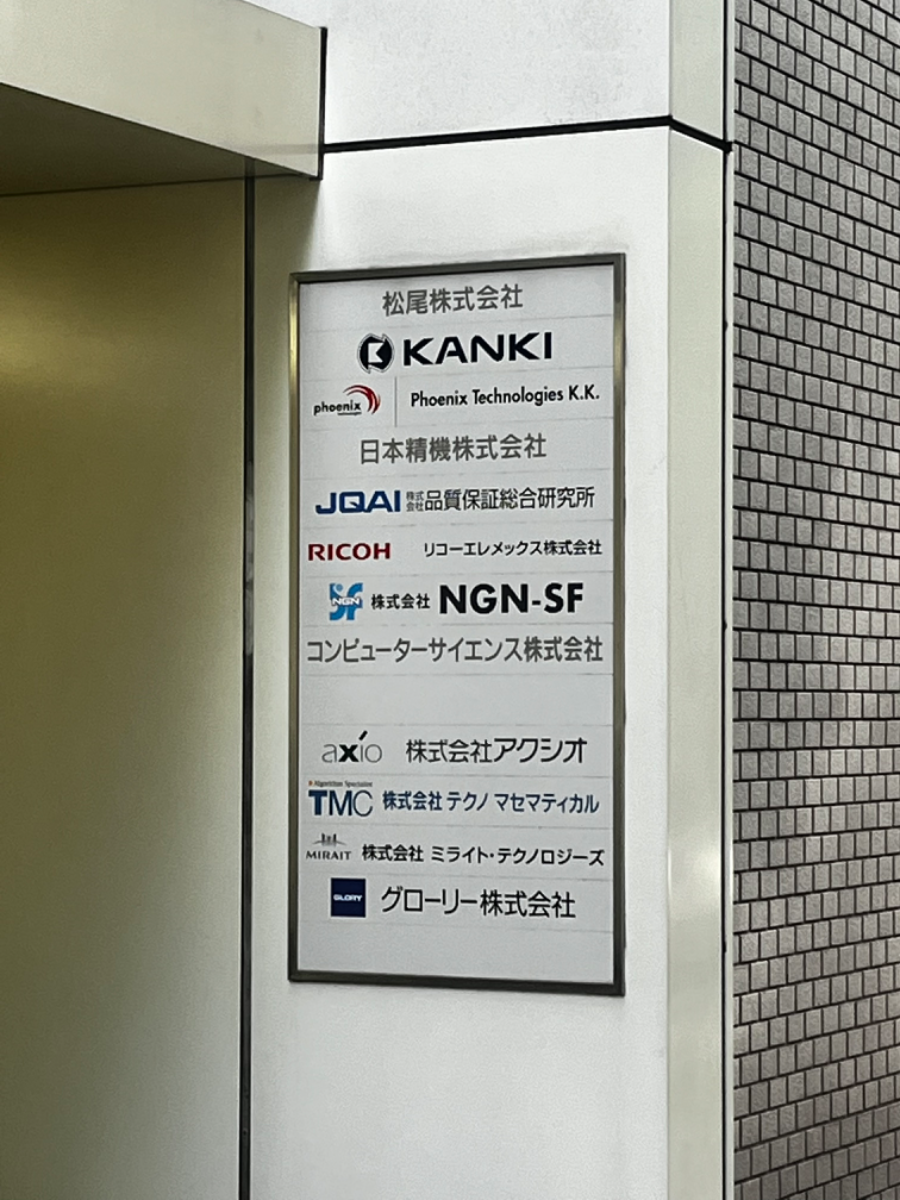 松尾株式会社
KANKI
phoenix technologies Phoenix Technologies K.K.
日本精機株式会社
JQAI 株式会社 品質保証総合研究所
RICOH リコーエレメックス株式会社
NGN 株式会社 NGN-SF
コンピューターサイエンス株式会社
axio 株式会社アクシオ
Algorithm Specialist
TMC 株式会社 テクノ マセマティカル
MIRAIT 株式会社 ミライト・テクノロジーズ
GLORY グローリー株式会社